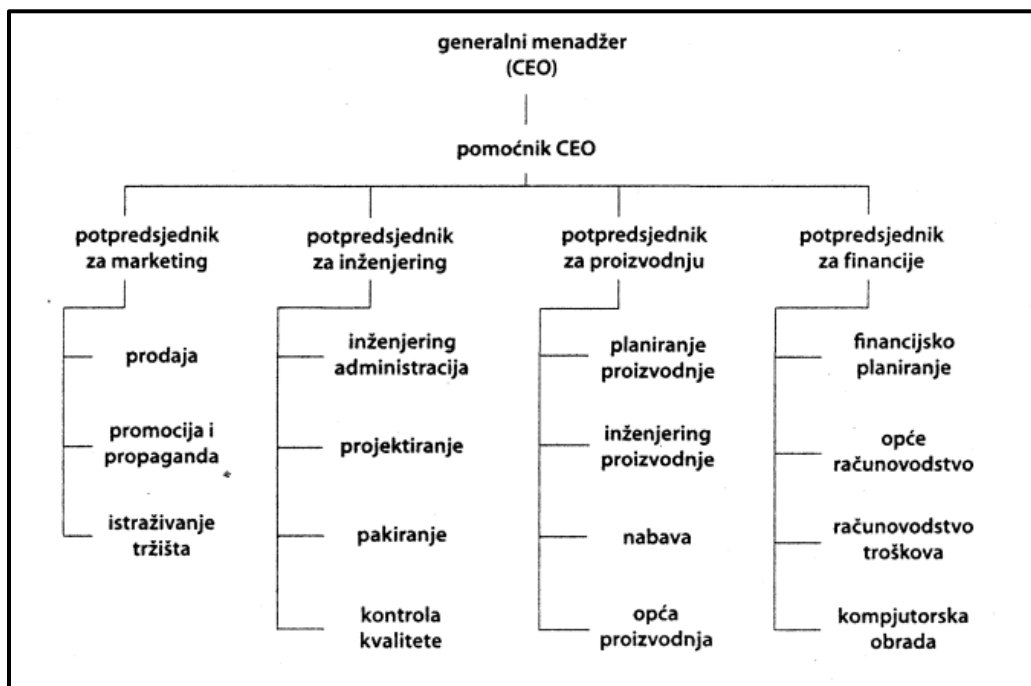 generalni menadžer
(CEO)
pomoćnik CEO
potpredsjednik
za marketing
prodaja
promocija i
propaganda
istraživanje
tržišta
potpredsjednik
za inženjering
inženjering
administracija
projektiranje
pakiranje
kontrola
kvalitete
potpredsjednik
za proizvodnju
planiranje
proizvodnje
inženjering
proizvodnje
nabava
opća
proizvodnja
potpredsjednik
za financije
financijsko
planiranje
opće
računovodstvo
računovodstvo
troškova
kompjutorska
obrada